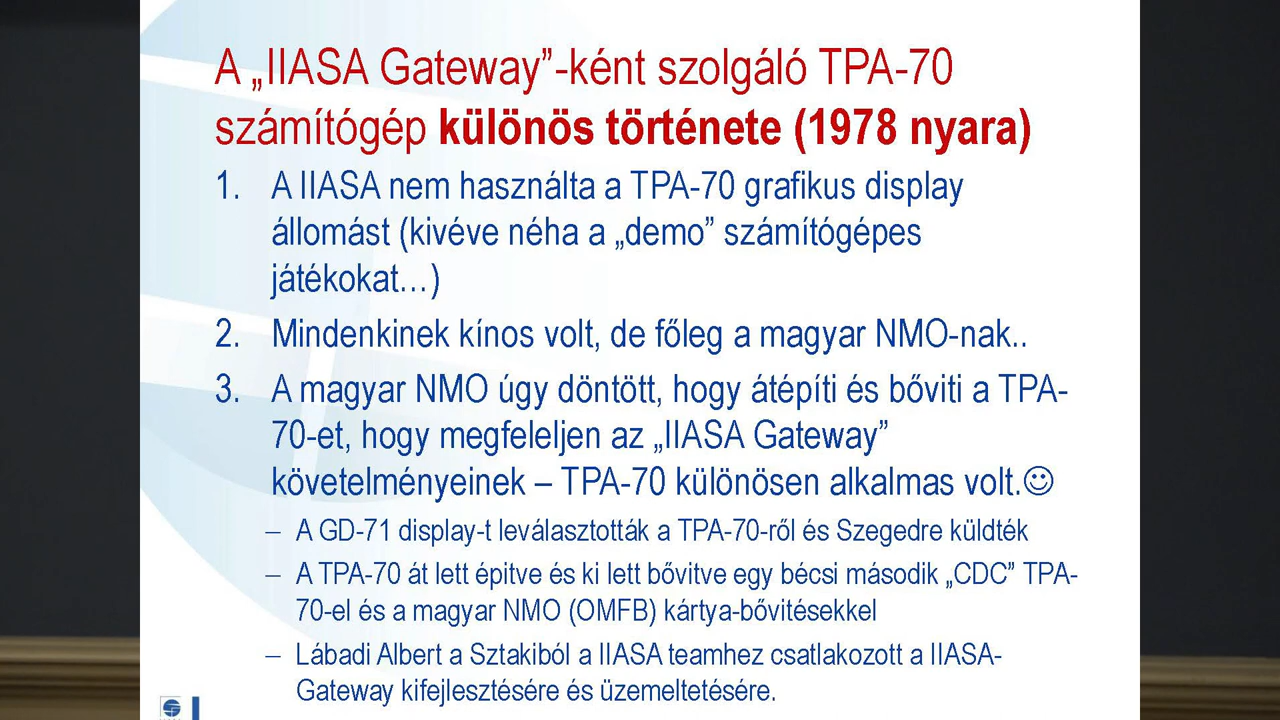 A „IIASA Gateway”-ként szolgáló TPA-70
számítógép különös története (1978 nyara)
1. A IIASA nem használta a TPA-70 grafikus display
állomást (kivéve néha a „demo” számítógépes
játékokat…)
2. Mindenkinek kínos volt, de főleg a magyar NMO-nak..
3. A magyar NMO úgy döntött, hogy átépíti és bőviti a TPA-
70-et, hogy megfeleljen az „IIASA Gateway”
követelményeinek – TPA-70 különösen alkalmas volt.☺
– A GD-71 display-t leválasztották a TPA-70-ről és Szegedre küldték
– A TPA-70 át lett épitve és ki lett bővitve egy bécsi második „CDC” TPA-
70-el és a magyar NMO (OMFB) kártya-bővitésekkel
– Lábadi Albert a Sztakiból a IIASA teamhez csatlakozott a IIASA-
Gateway kifejlesztésére és üzemeltetésére.